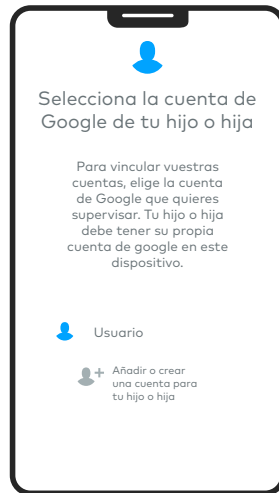 Selecciona la cuenta de
Google de tu hijo o hija
Para vincular vuestras
cuentas, elige la cuenta
de Google que quieres
supervisar. Tu hijo o hija
debe tener su propia
cuenta de google en este
dispositivo.
Usuario
Añadir o crear
una cuenta para
tu hijo o hija